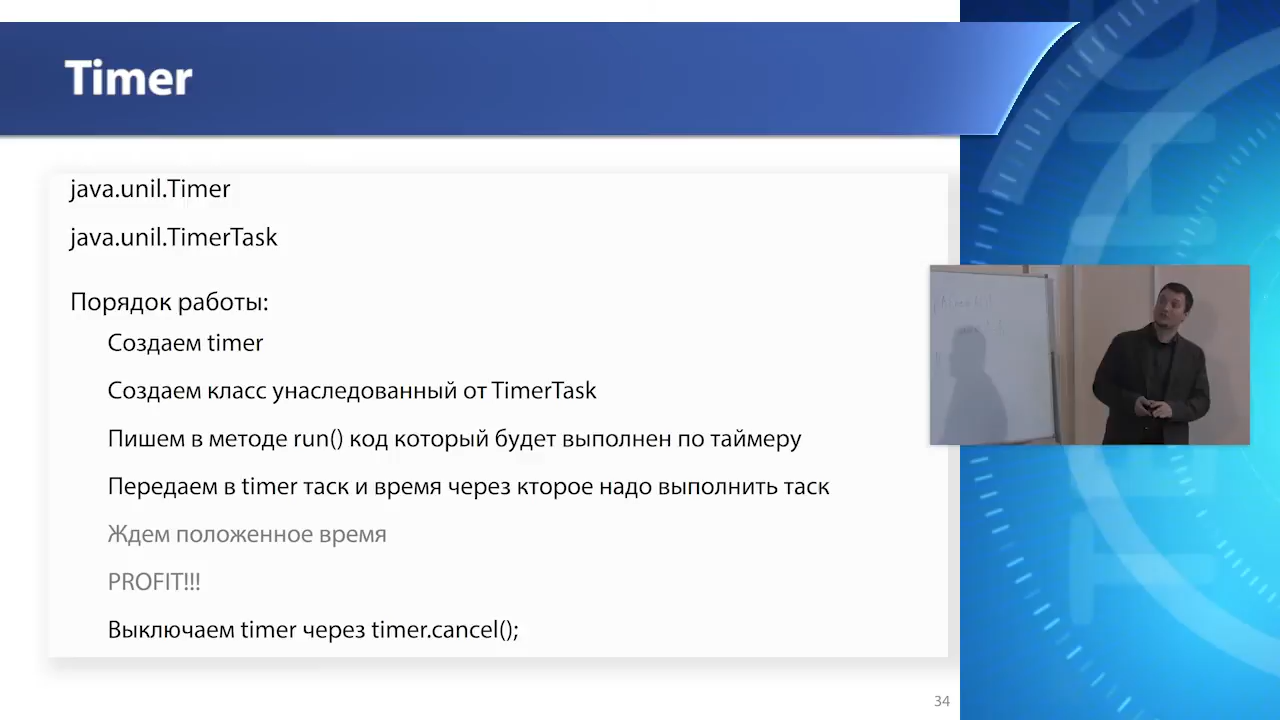 Timer
java.unil.Timer
java.unil.TimerTask
Порядок работы:
Создаем timer
Создаем класс унаследованный от TimerTask
Пишем в методе run() код который будет выполнен по таймеру
Передаем в timer таск и время через кторое надо выполнить таск
Ждем положенное время
PROFIT!!!
Выключаем timer через timer.cancel();
34